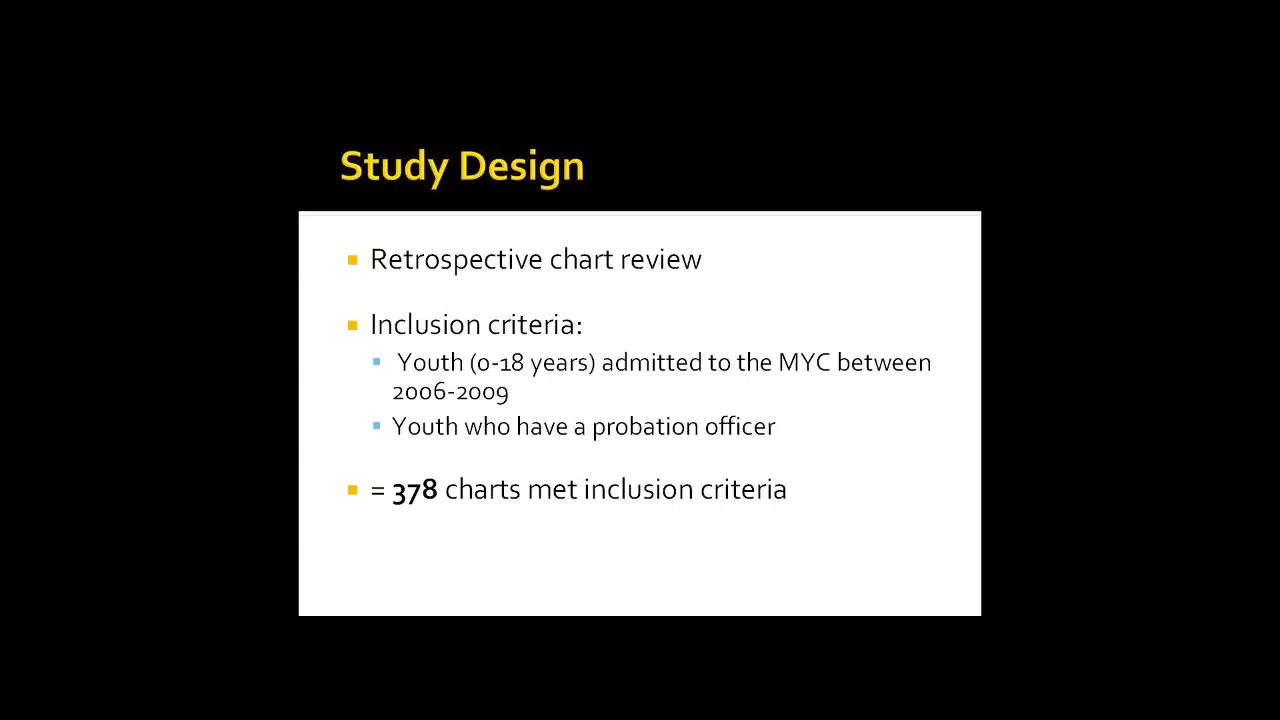 Study Design
Retrospective chart review
Inclusion criteria:
Youth (0-18 years) admitted to the MYC between
2006-2009
Youth who have a probation officer
= 378 charts met inclusion criteria